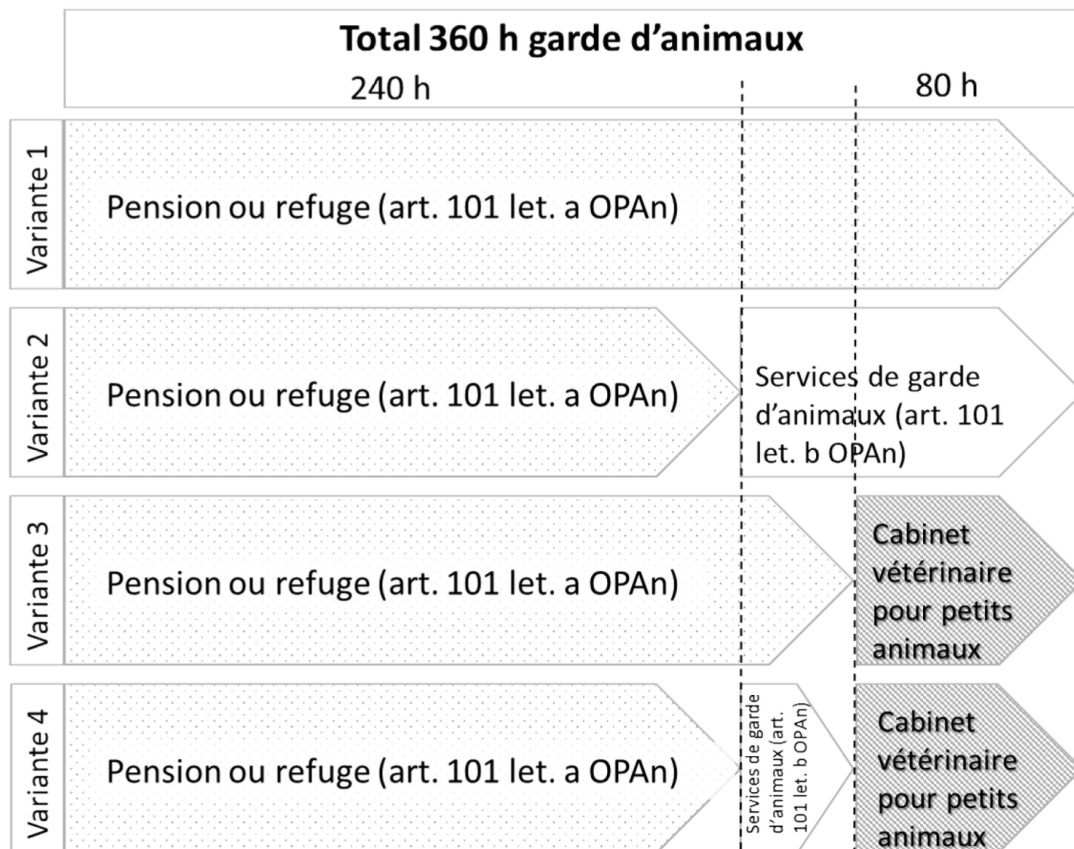 Total 360 h garde d'animaux
240 h
80 h
Variante 1
Pension ou refuge (art. 101 let. a OPAn)
Variante 2
Pension ou refuge (art. 101 let. a OPAn)
Services de garde
d'animaux (art. 101
let. b OPAn)
Variante 3
Pension ou refuge (art. 101 let. a OPAn)
Cabinet
vétérinaire
pour petits
animaux
Variante 4
Pension ou refuge (art. 101 let. a OPAn)
Services de garde
d'animaux (art.
101 let. b OPAn)
Cabinet
vétérinaire
pour petits
animaux